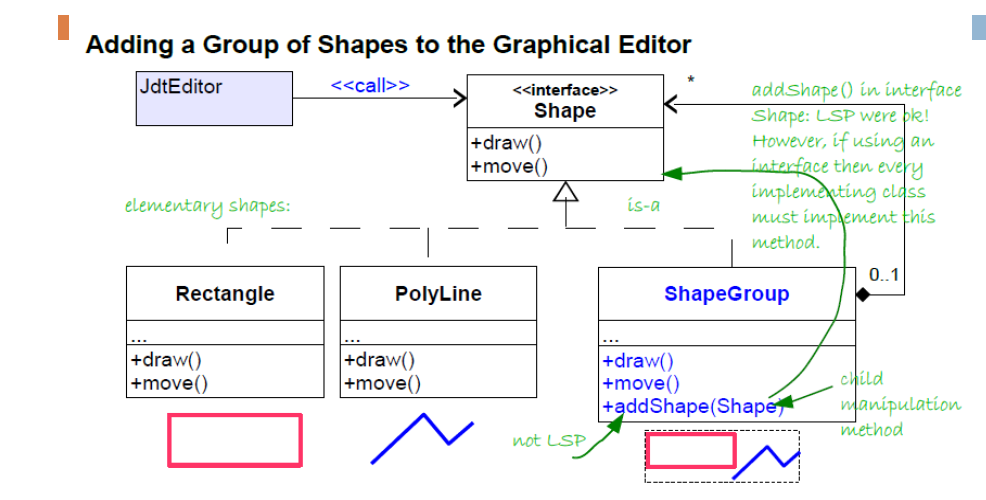 Adding a Group of Shapes to the Graphical Editor
JdtEditor
<<call>>
<<interface>>
Shape
+draw()
+move()
*
addShape() in interface
Shape: LSP were ok!
However, if using an
interface then every
implementing class
must implement this
method.
elementary shapes:
is-a
0..1
Rectangle
...
+draw()
+move()
PolyLine
...
+draw()
+move()
ShapeGroup
...
+draw()
+move()
+addShape(Shape)
child
manipulation
method
not LSP